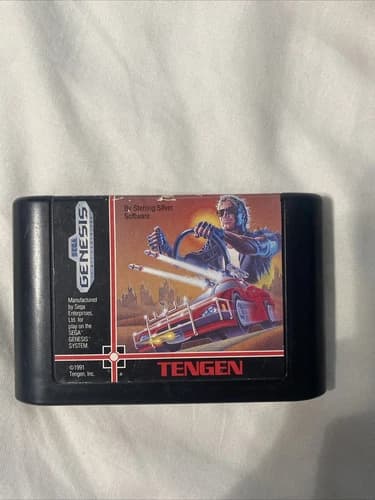 By Sterling Silver
Software
SEGA
GENESIS
Manufactured
by Sega
Enterprises,
Ltd. for
play on the
SEGA
GENESIS
SYSTEM.
©1991
Tengen, Inc.
TENGEN